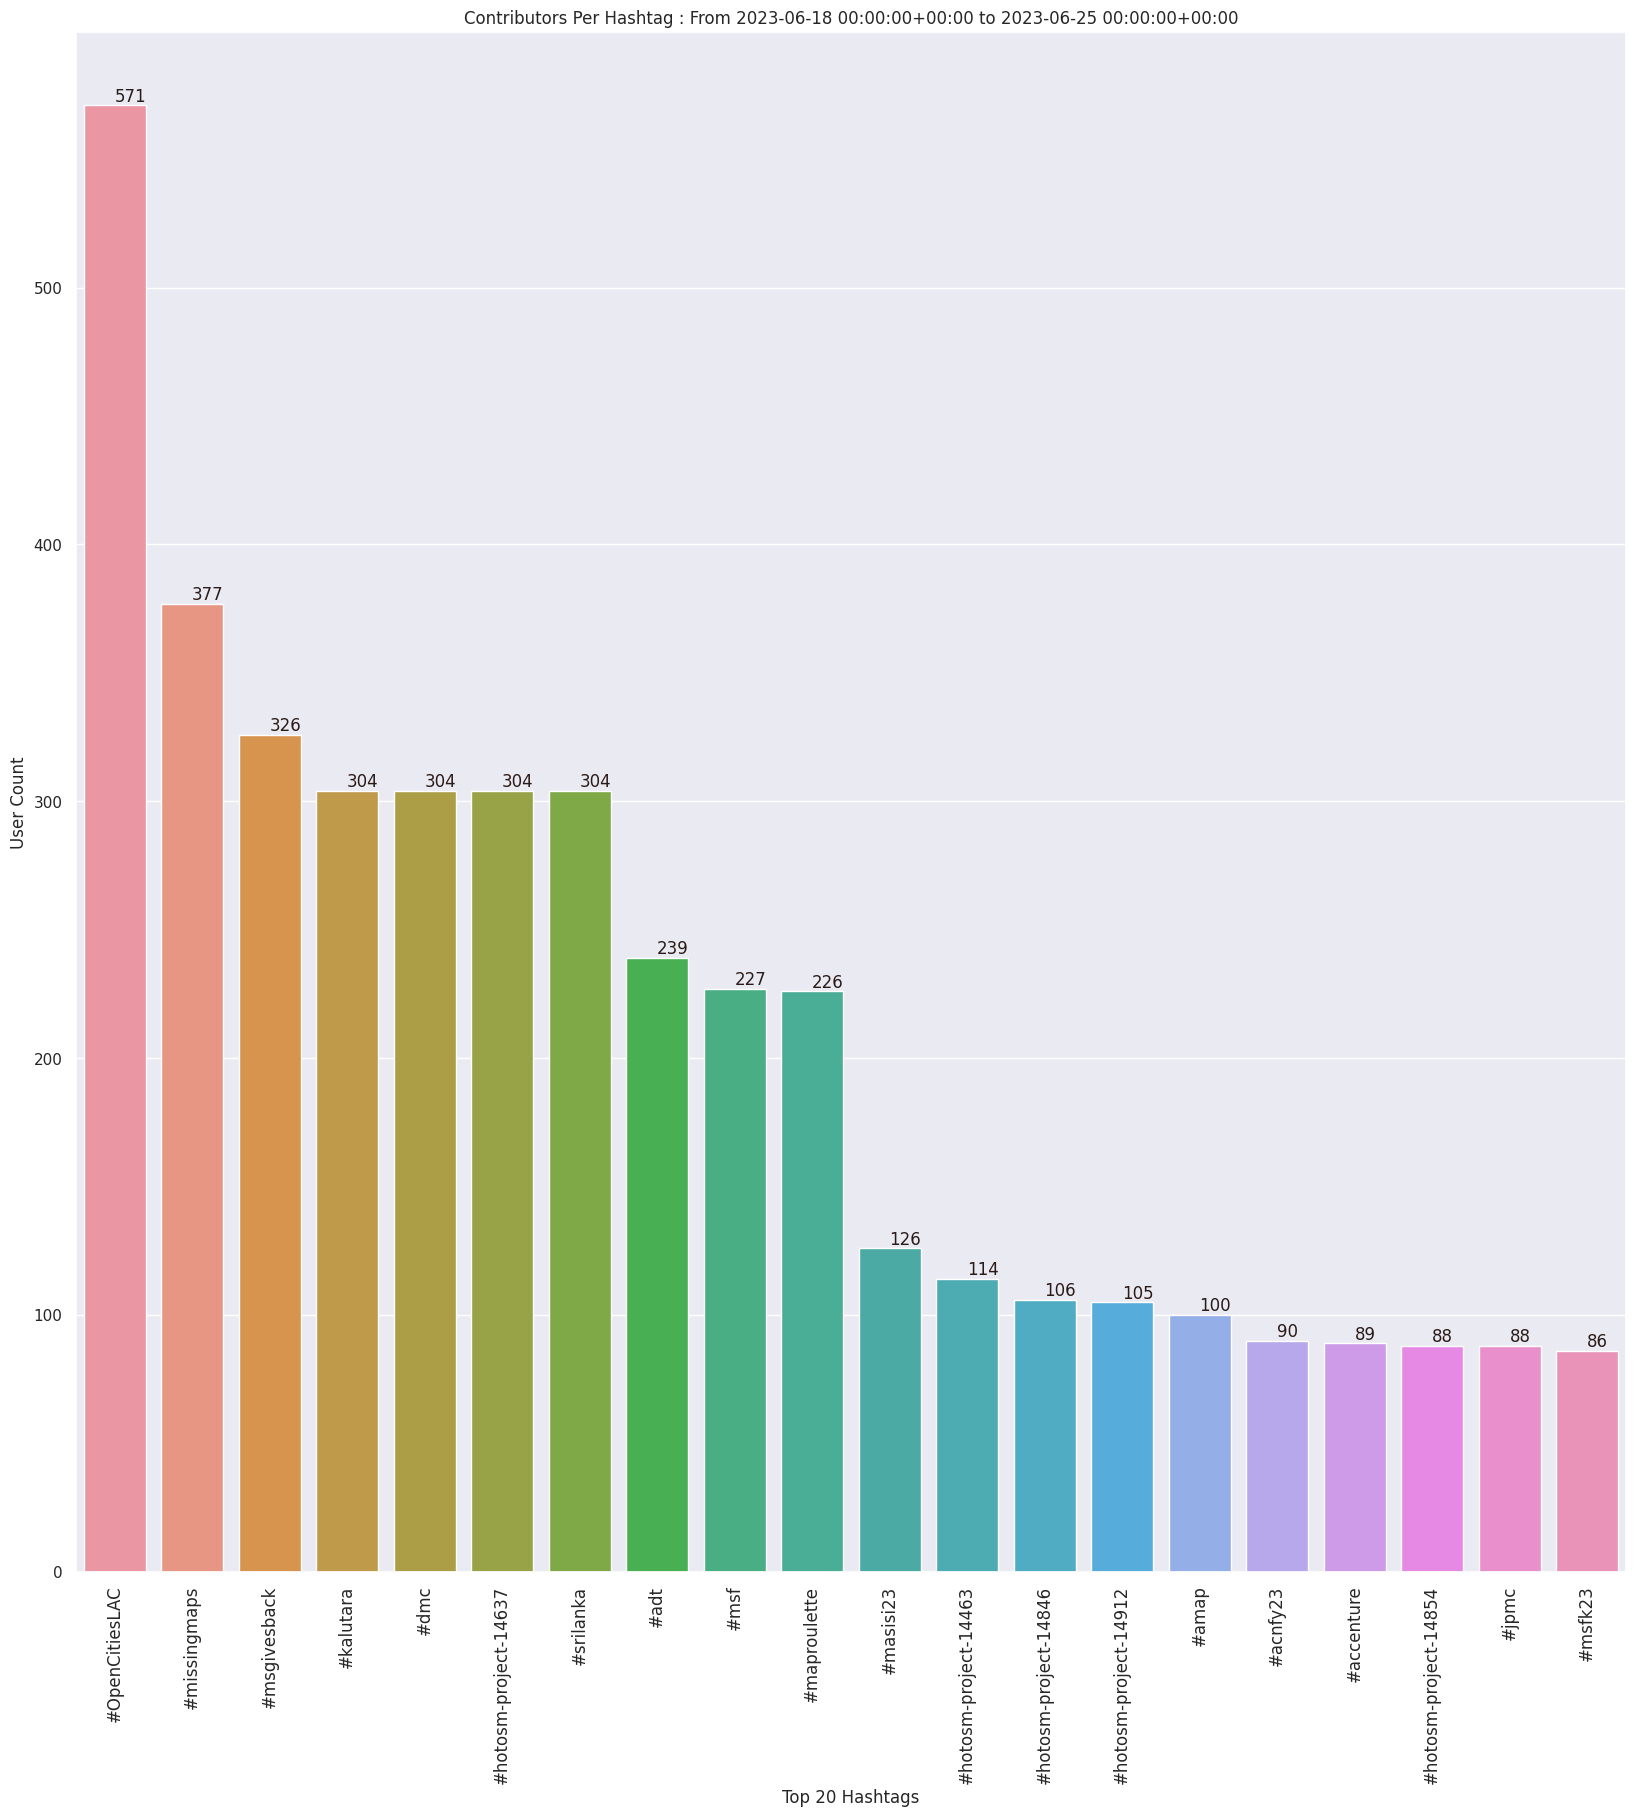 Contributors Per Hashtag : From 2023-06-18 00:00:00+00:00 to 2023-06-25 00:00:00+00:00
User Count
500
400
300
200
100
0
571
377
326
304
304
304
304
239
227
226
126
114
106
105
100
90
89
88
88
86
#OpenCitiesLAC
#missingmaps
#msgivesback
#kalutara
#dmc
#hotosm-project-14637
#srilanka
#adt
#msf
#maproulette
#masisi23
#hotosm-project-14463
#hotosm-project-14846
#hotosm-project-14912
#amap
#acnfy23
#accenture
#hotosm-project-14854
#jpmc
#msfk23
Top 20 Hashtags